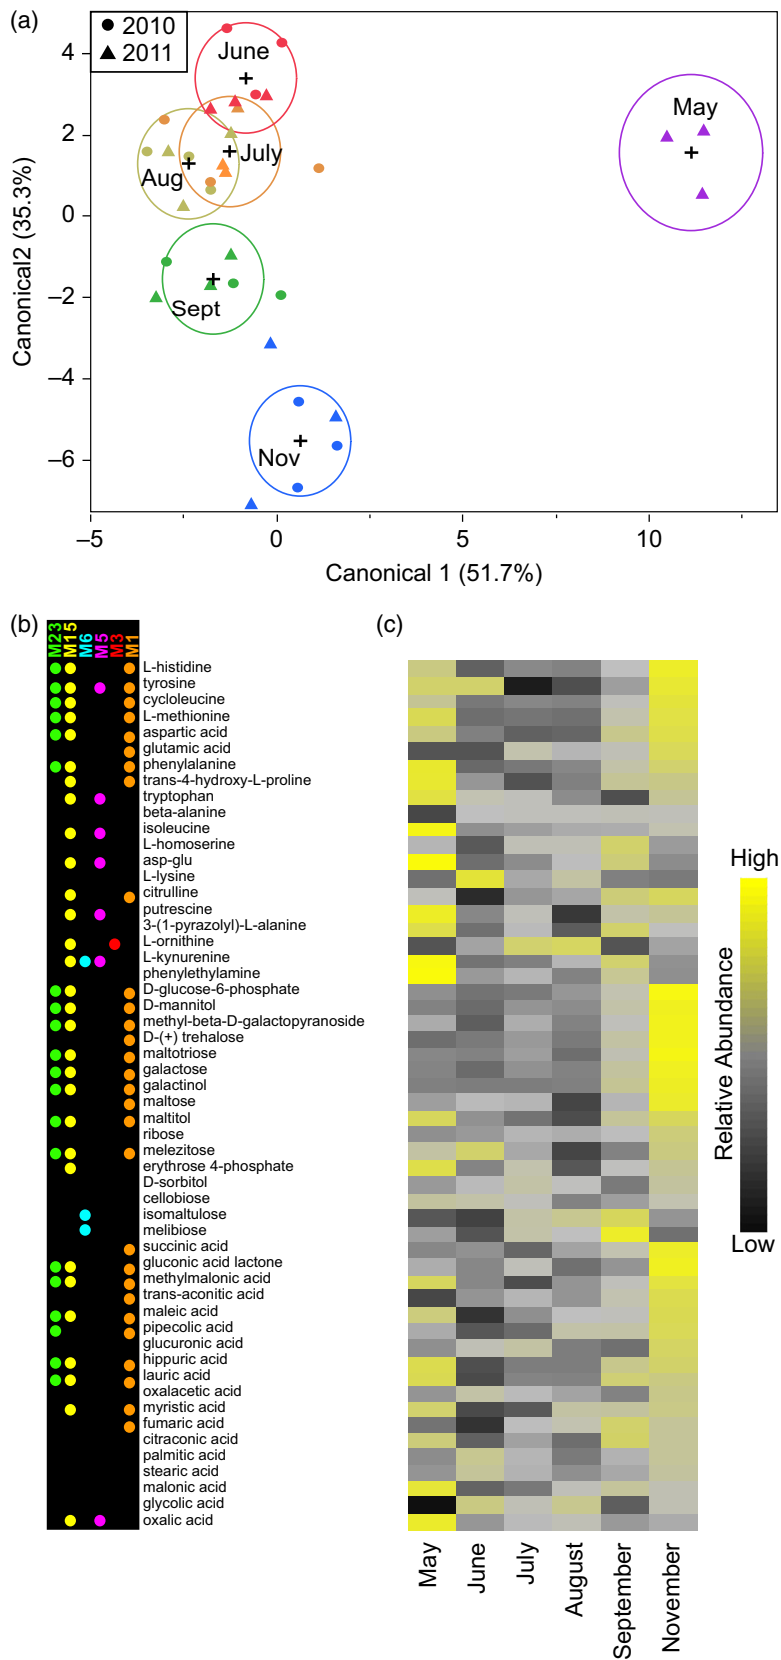 (a)
2010
2011
June
May
July
Aug
Sept
Nov
4
2
0
−2
−4
−6
Canonical2 (35.3%)
−5
0
5
10
Canonical 1 (51.7%)
(b)
(c)
M23
M15
M6
M5
M3
M1
L-histidine
tyrosine
cycloleucine
L-methionine
aspartic acid
glutamic acid
phenylalanine
trans-4-hydroxy-L-proline
tryptophan
beta-alanine
isoleucine
L-homoserine
asp-glu
L-lysine
citrulline
putrescine
3-(1-pyrazolyl)-L-alanine
L-ornithine
L-kynurenine
phenylethylamine
D-glucose-6-phosphate
D-mannitol
methyl-beta-D-galactopyranoside
D-(+) trehalose
maltotriose
galactose
galactinol
maltose
maltitol
ribose
melezitose
erythrose 4-phosphate
D-sorbitol
cellobiose
isomaltulose
melibiose
succinic acid
gluconic acid lactone
methylmalonic acid
trans-aconitic acid
maleic acid
pipecolic acid
glucuronic acid
hippuric acid
lauric acid
oxalacetic acid
myristic acid
fumaric acid
citraconic acid
palmitic acid
stearic acid
malonic acid
glycolic acid
oxalic acid
High
Relative Abundance
Low
May
June
July
August
September
November